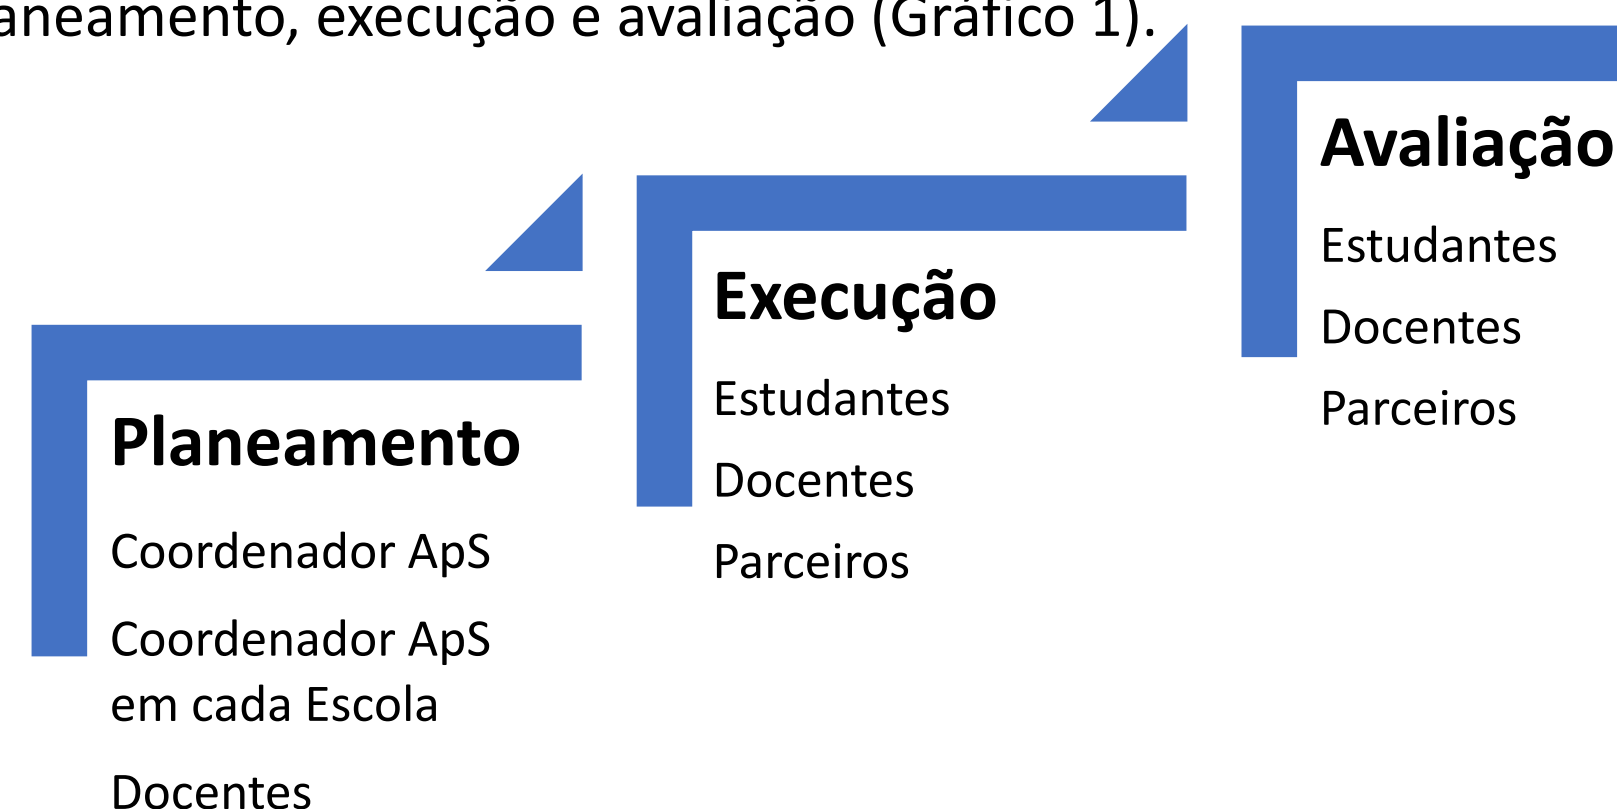 aneamento, execução e avaliação (Gráfico 1).
Planeamento
Coordenador ApS
Coordenador ApS
em cada Escola
Docentes
Execução
Estudantes
Docentes
Parceiros
Avaliação
Estudantes
Docentes
Parceiros